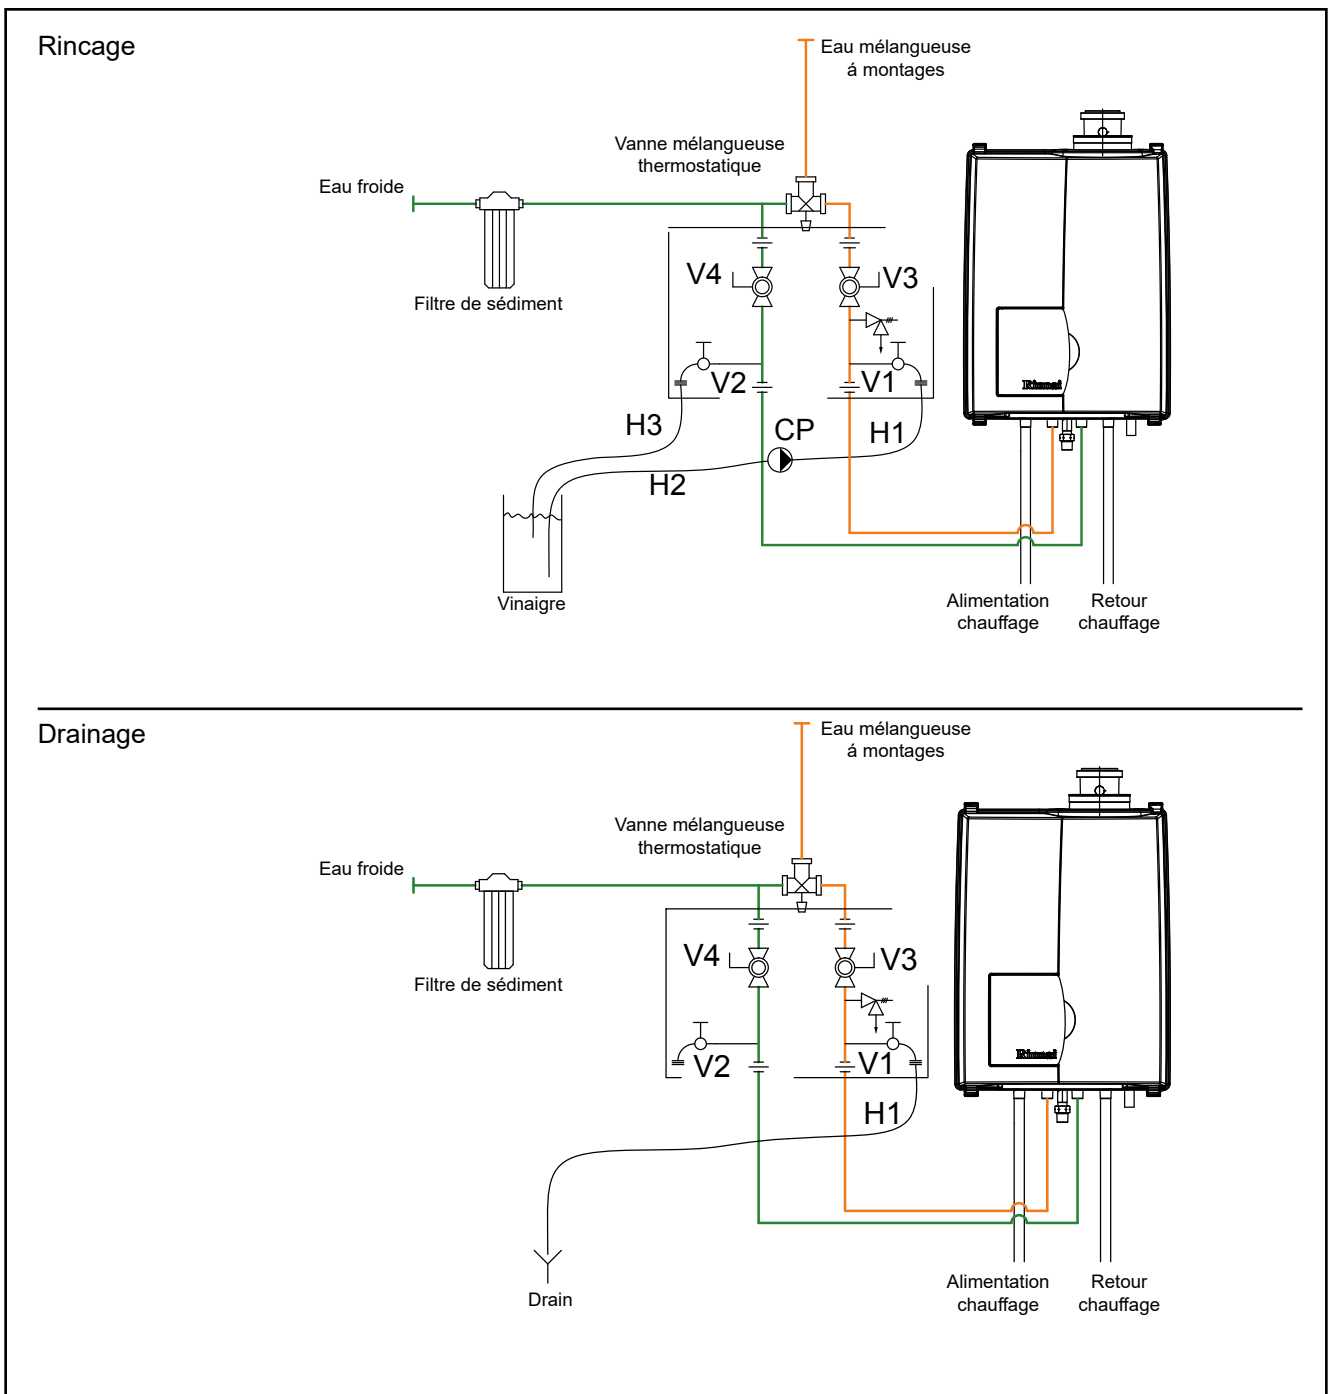 Rincage
Eau mélangueuse
á montages
Vanne mélangueuse
thermostatique
Eau froide
Filtre de sédiment
V4
V3
V2
V1
Rinnai
H3
CP
H1
H2
Vinaigre
Alimentation
chauffage
Retour
chauffage
Drainage
Eau mélangueuse
á montages
Vanne mélangueuse
thermostatique
Eau froide
Filtre de sédiment
V4
V3
V2
V1
Rinnai
H1
Drain
Alimentation
chauffage
Retour
chauffage